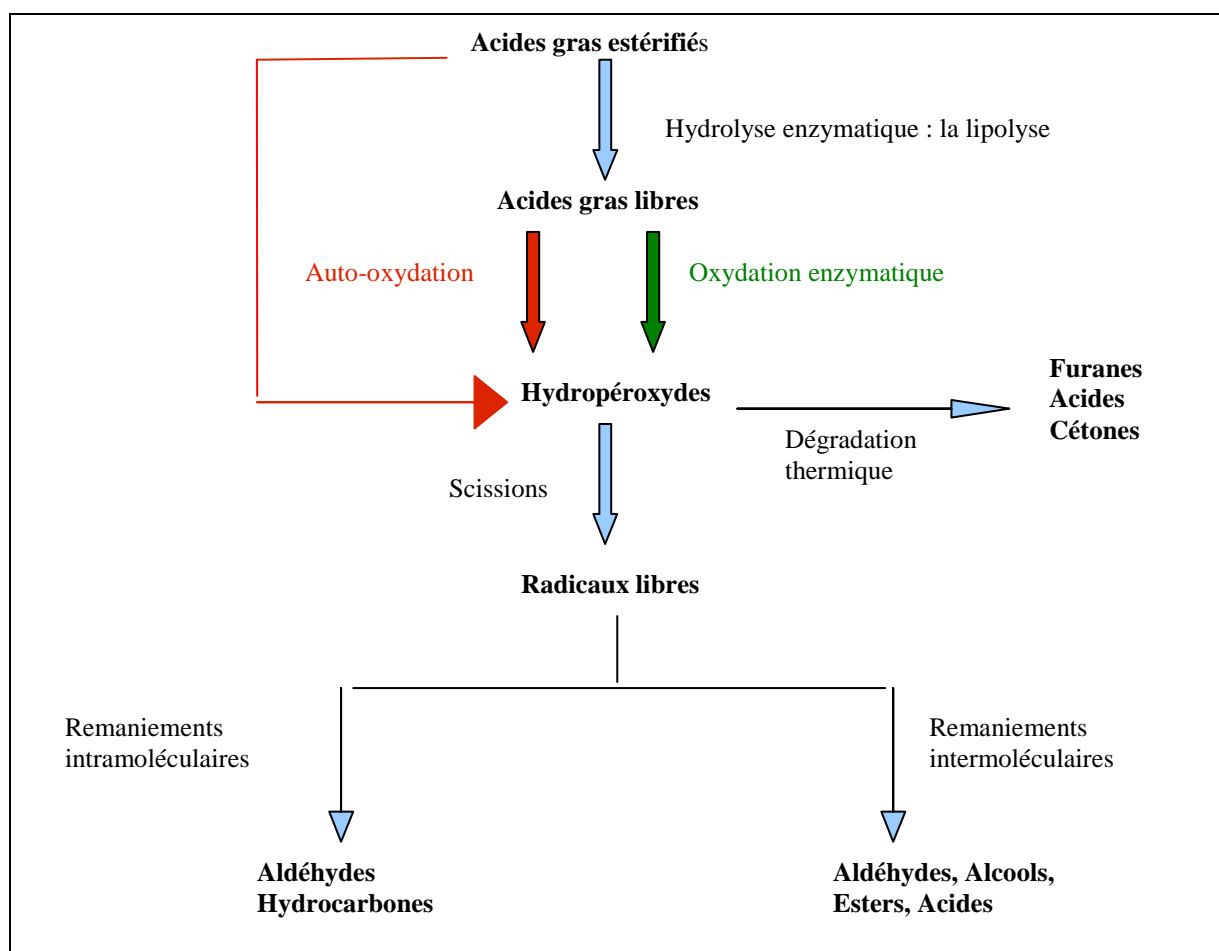 Acides gras estérifiés
Hydrolyse enzymatique : la lipolyse
Acides gras libres
Auto-oxydation
Oxydation enzymatique
Hydropéroxydes
Furanes
Acides
Cétones
Dégradation
thermique
Scissions
Radicaux libres
Remaniements
intramoléculaires
Remaniements
intermoléculaires
Aldéhydes
Hydrocarbones
Aldéhydes, Alcools,
Esters, Acides